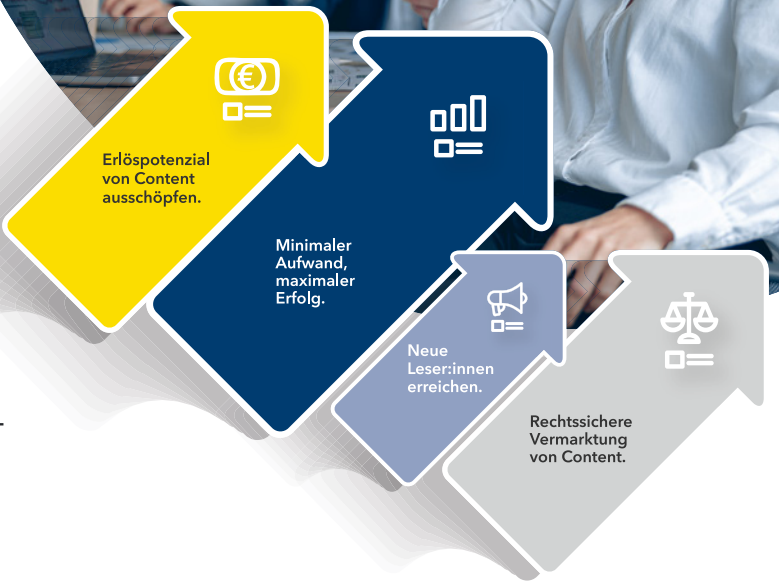 Erlöspotenzial
von Content
ausschöpfen.
Minimaler
Aufwand,
maximaler
Erfolg.
Neue
Leser:innen
erreichen.
Rechtssichere
Vermarktung
von Content.